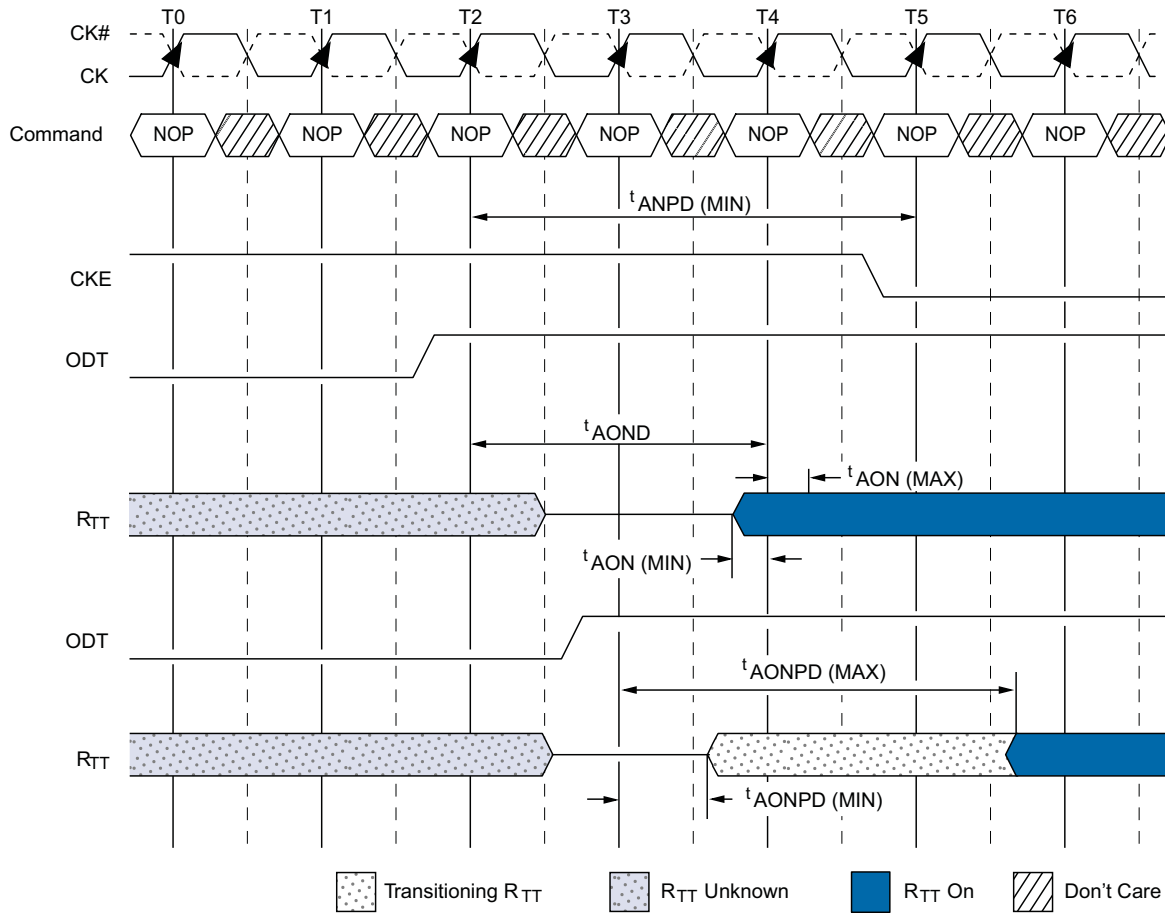 T0 T1 T2 T3 T4 T5 T6
CK#
CK
Command NOP NOP NOP NOP NOP NOP NOP
tANPD (MIN)
CKE
ODT
tAOND
tAON (MAX)
RTT
tAON (MIN)
ODT
tAONPD (MAX)
RTT
tAONPD (MIN)
Transitioning RTT RTT Unknown RTT On Don't Care